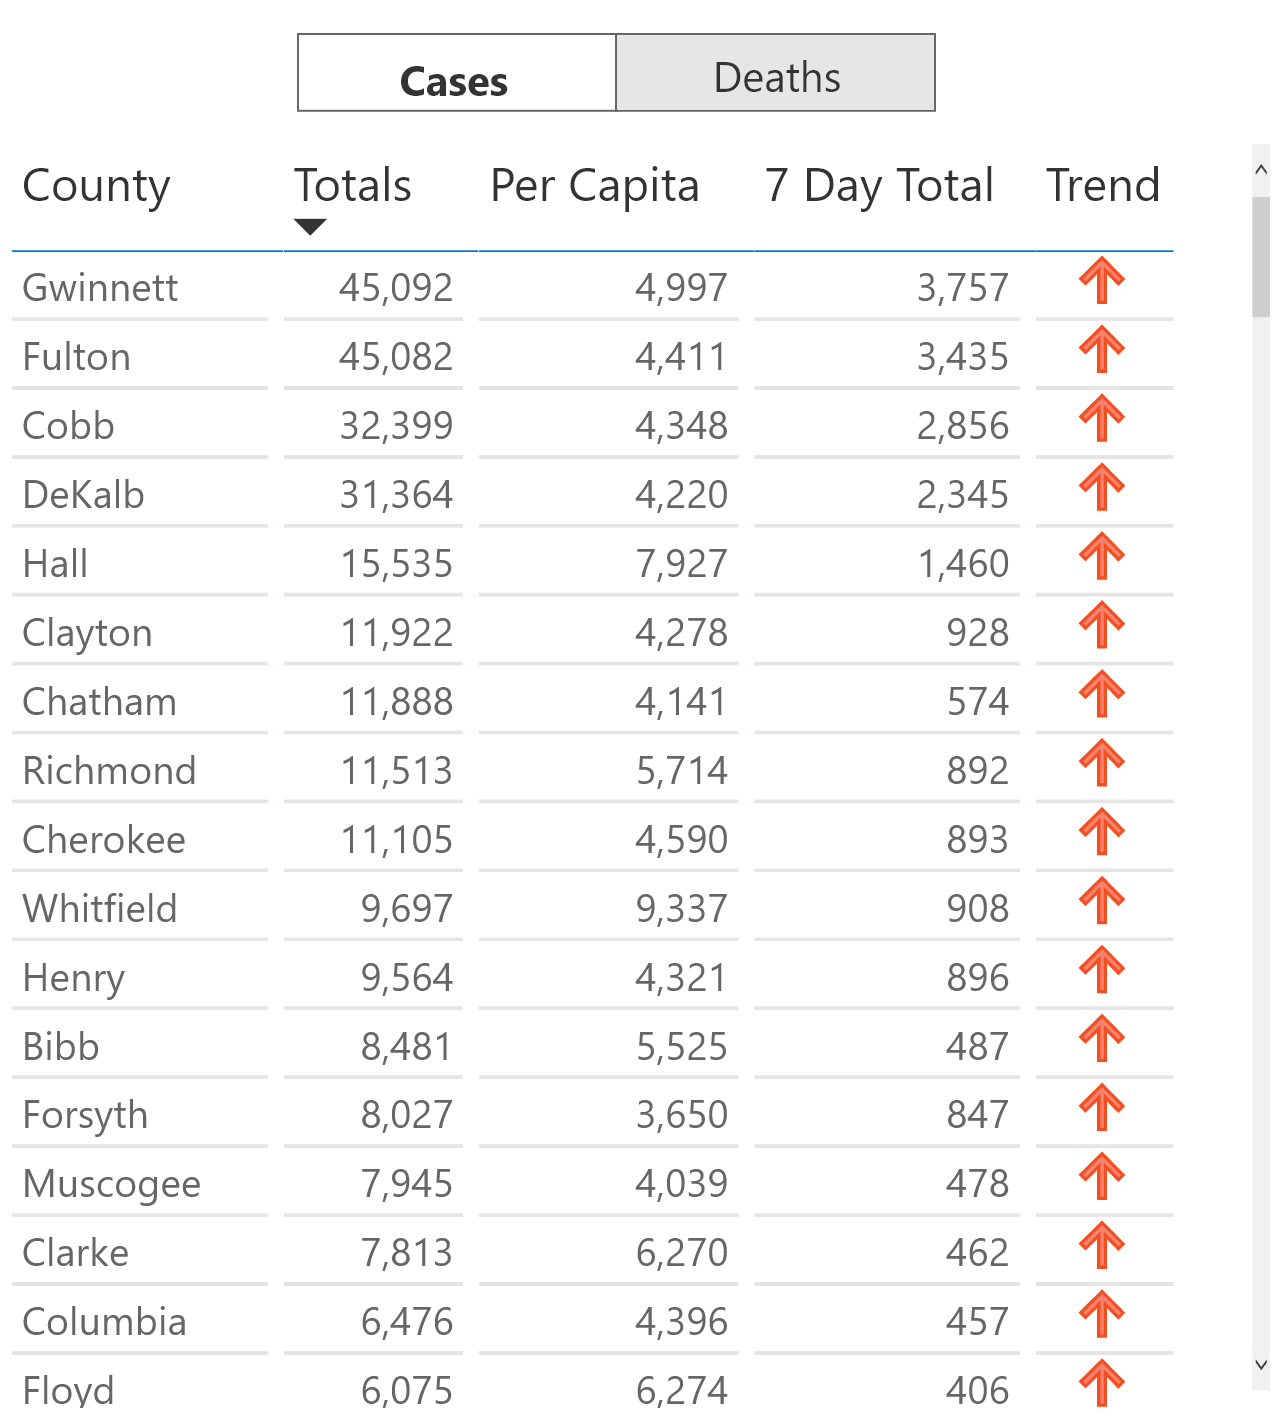 Cases Deaths
County Totals Per Capita 7 Day Total Trend
Gwinnett 45,092 4,997 3,757
Fulton 45,082 4,411 3,435
Cobb 32,399 4,348 2,856
DeKalb 31,364 4,220 2,345
Hall 15,535 7,927 1,460
Clayton 11,922 4,278 928
Chatham 11,888 4,141 574
Richmond 11,513 5,714 892
Cherokee 11,105 4,590 893
Whitfield 9,697 9,337 908
Henry 9,564 4,321 896
Bibb 8,481 5,525 487
Forsyth 8,027 3,650 847
Muscogee 7,945 4,039 478
Clarke 7,813 6,270 462
Columbia 6,476 4,396 457
Floyd 6,075 6,274 406